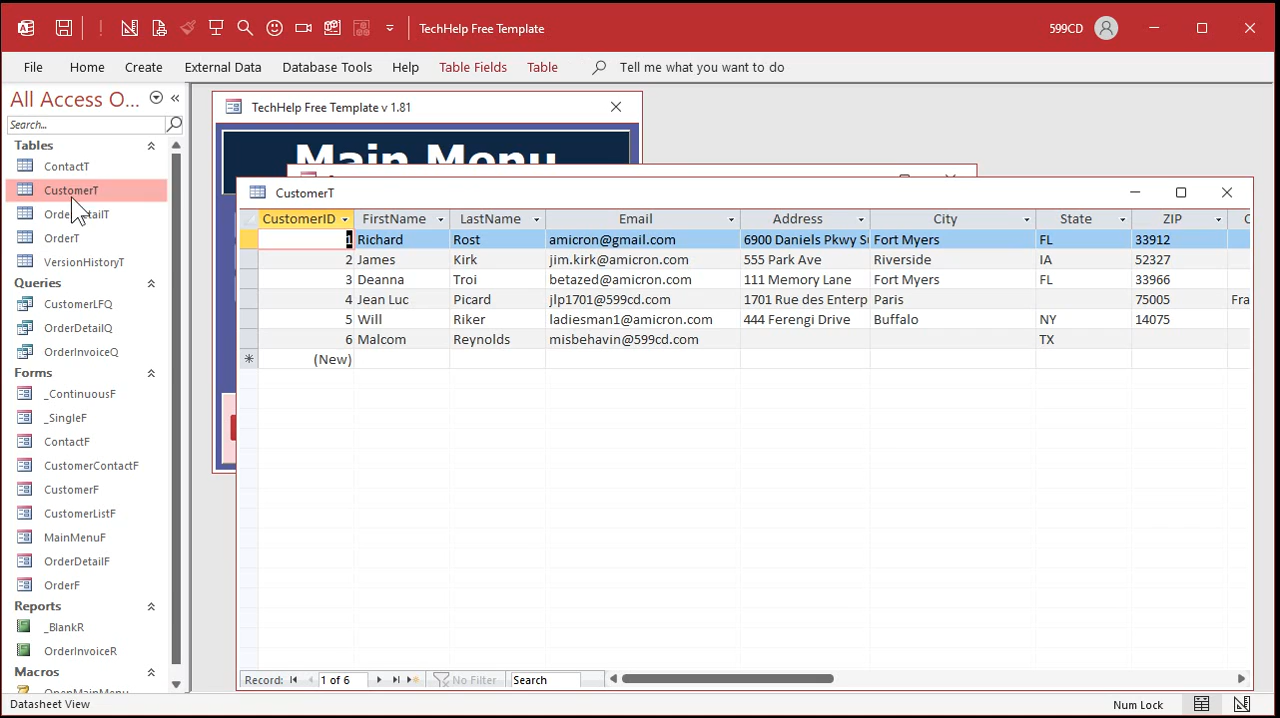 TechHelp Free Template
599CD
File Home Create External Data Database Tools Help Table Fields Table Tell me what you want to do
All Access O...
Search...
Tables
ContactT
CustomerT
OrderDetailT
OrderT
VersionHistoryT
Queries
CustomerLFQ
OrderDetailQ
OrderInvoiceQ
Forms
_ContinuousF
_SingleF
ContactF
CustomerContactF
CustomerF
CustomerListF
MainMenuF
OrderDetailF
OrderF
Reports
_BlankR
OrderInvoiceR
Macros
OpenMainMenu
TechHelp Free Template v 1.81
Main Menu
CustomerT
CustomerID FirstName LastName Email Address City State ZIP C
1 Richard Rost amicron@gmail.com 6900 Daniels Pkwy Su Fort Myers FL 33912
2 James Kirk jim.kirk@amicron.com 555 Park Ave Riverside IA 52327
3 Deanna Troi betazed@amicron.com 111 Memory Lane Fort Myers FL 33966
4 Jean Luc Picard jlp1701@599cd.com 1701 Rue des Enterp Paris 75005 Fra
5 Will Riker ladiesman1@amicron.com 444 Ferengi Drive Buffalo NY 14075
6 Malcom Reynolds misbehavin@599cd.com TX
* (New)
Record: 1 of 6 No Filter Search
Datasheet View
Num Lock